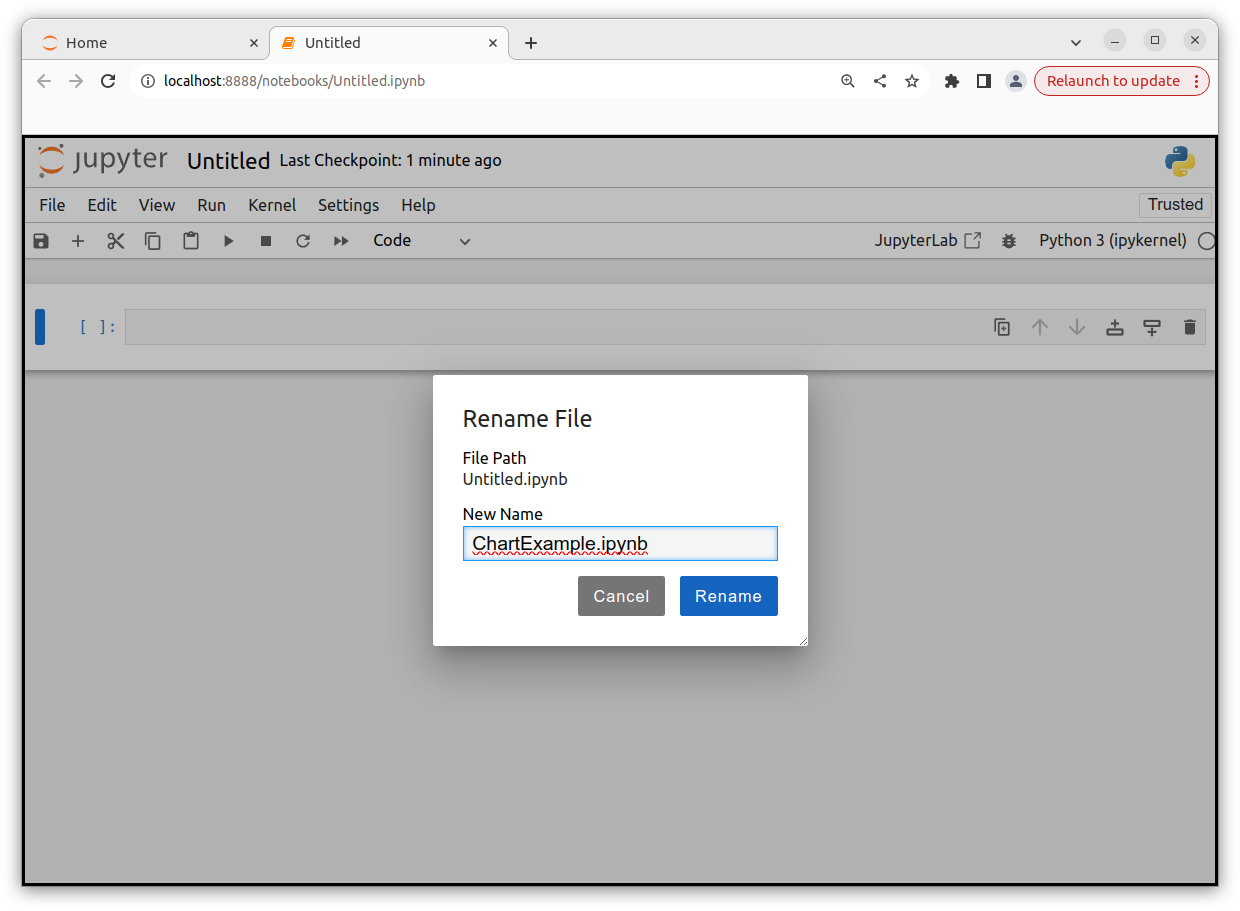 Home
Untitled
localhost:8888/notebooks/Untitled.ipynb
Relaunch to update
jupyter Untitled Last Checkpoint: 1 minute ago
File Edit View Run Kernel Settings Help
Trusted
Code
JupyterLab
Python 3 (ipykernel)
[ ]:
Rename File
File Path
Untitled.ipynb
New Name
ChartExample.ipynb
Cancel Rename